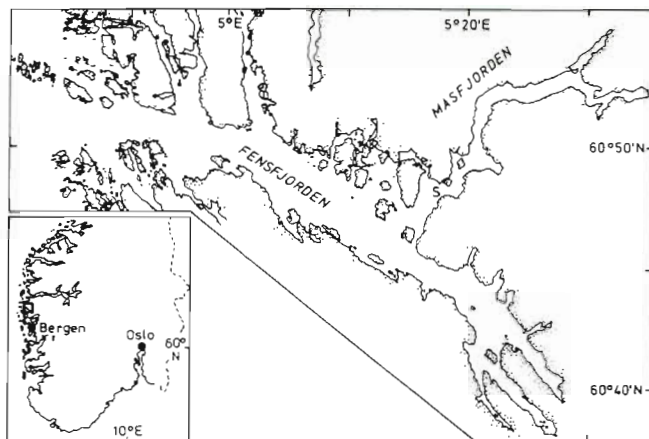 5°E
5°20'E
MASFJORDEN
60°50'N
FENSFJORDEN
S
Bergen
Oslo
60°
N
60°40'N
10°E